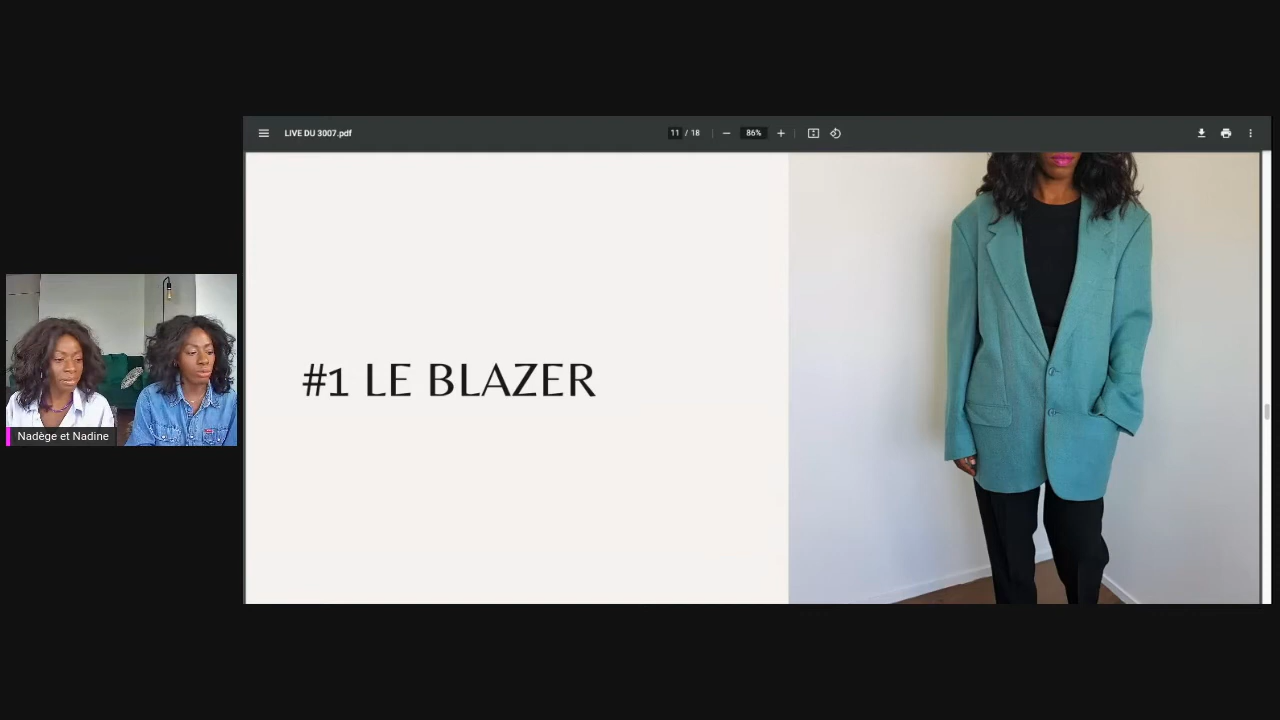 LIVE DU 3007.pdf
11 / 18
86%
#1 LE BLAZER
Nadège et Nadine